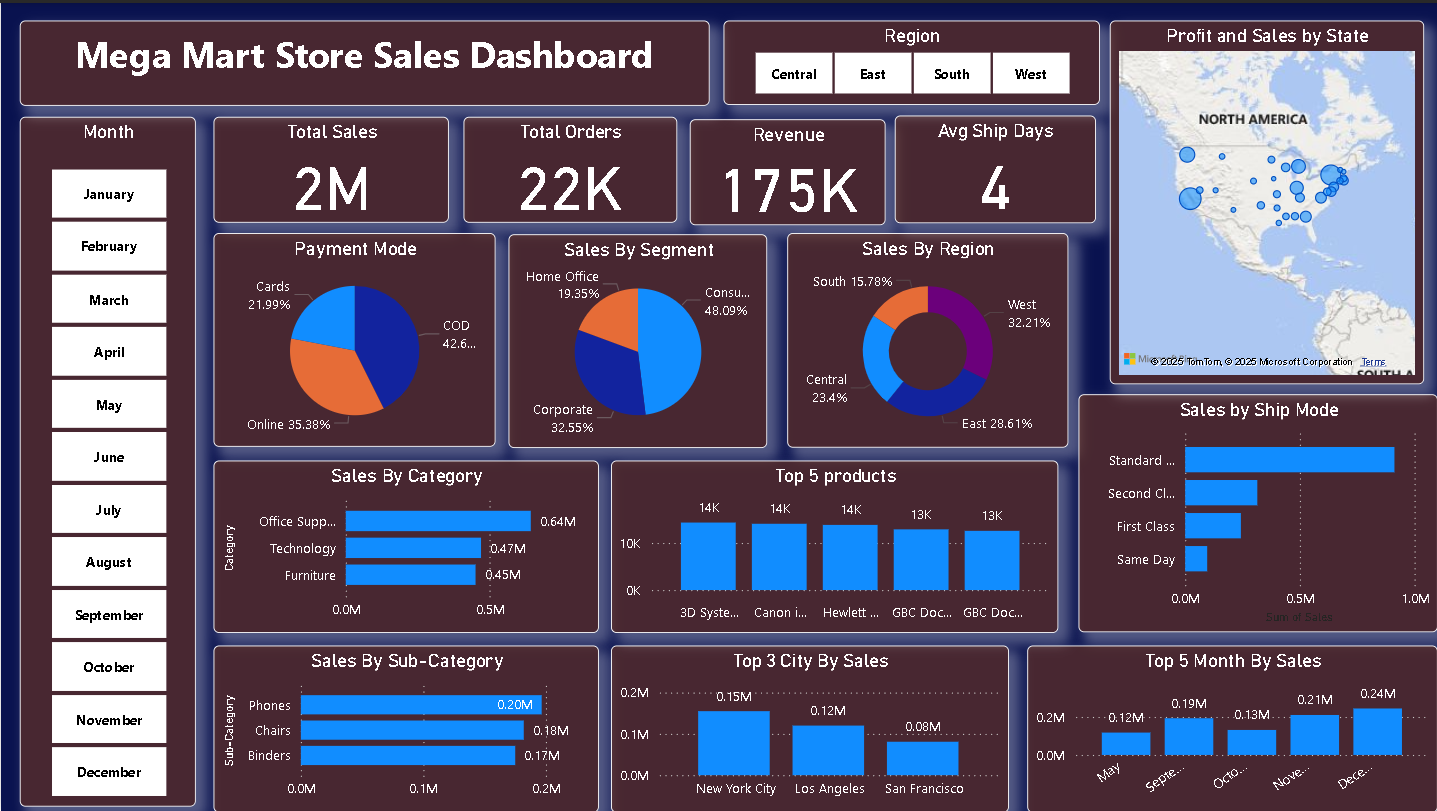 Mega Mart Store Sales Dashboard
Region
Central
East
South
West
Profit and Sales by State
NORTH AMERICA
© 2025 TomTom, © 2025 Microsoft Corporation Terms
SOUTH A
Month
January
February
March
April
May
June
July
August
September
October
November
December
Total Sales
2M
Total Orders
22K
Revenue
175K
Avg Ship Days
4
Payment Mode
Cards
21.99%
COD
42.6...
Online 35.38%
Sales By Segment
Home Office
19.35%
Consu...
48.09%
Corporate
32.55%
Sales By Region
South 15.78%
West
32.21%
Central
23.4%
East 28.61%
Sales by Ship Mode
Standard ...
Second Cl...
First Class
Same Day
0.0M
0.5M
1.0M
Sum of Sales
Sales By Category
Category
Office Supp...
0.64M
Technology
0.47M
Furniture
0.45M
0.0M
0.5M
Top 5 products
14K
14K
14K
13K
13K
10K
0K
3D Syste...
Canon i...
Hewlett ...
GBC Doc...
GBC Doc...
Sales By Sub-Category
Sub-Category
Phones
0.20M
Chairs
0.18M
Binders
0.17M
0.0M
0.1M
0.2M
Top 3 City By Sales
0.2M
0.1M
0.0M
0.15M
0.12M
0.08M
New York City
Los Angeles
San Francisco
Top 5 Month By Sales
0.2M
0.0M
0.12M
0.19M
0.13M
0.21M
0.24M
May
Septe...
Octo...
Nove...
Dece...